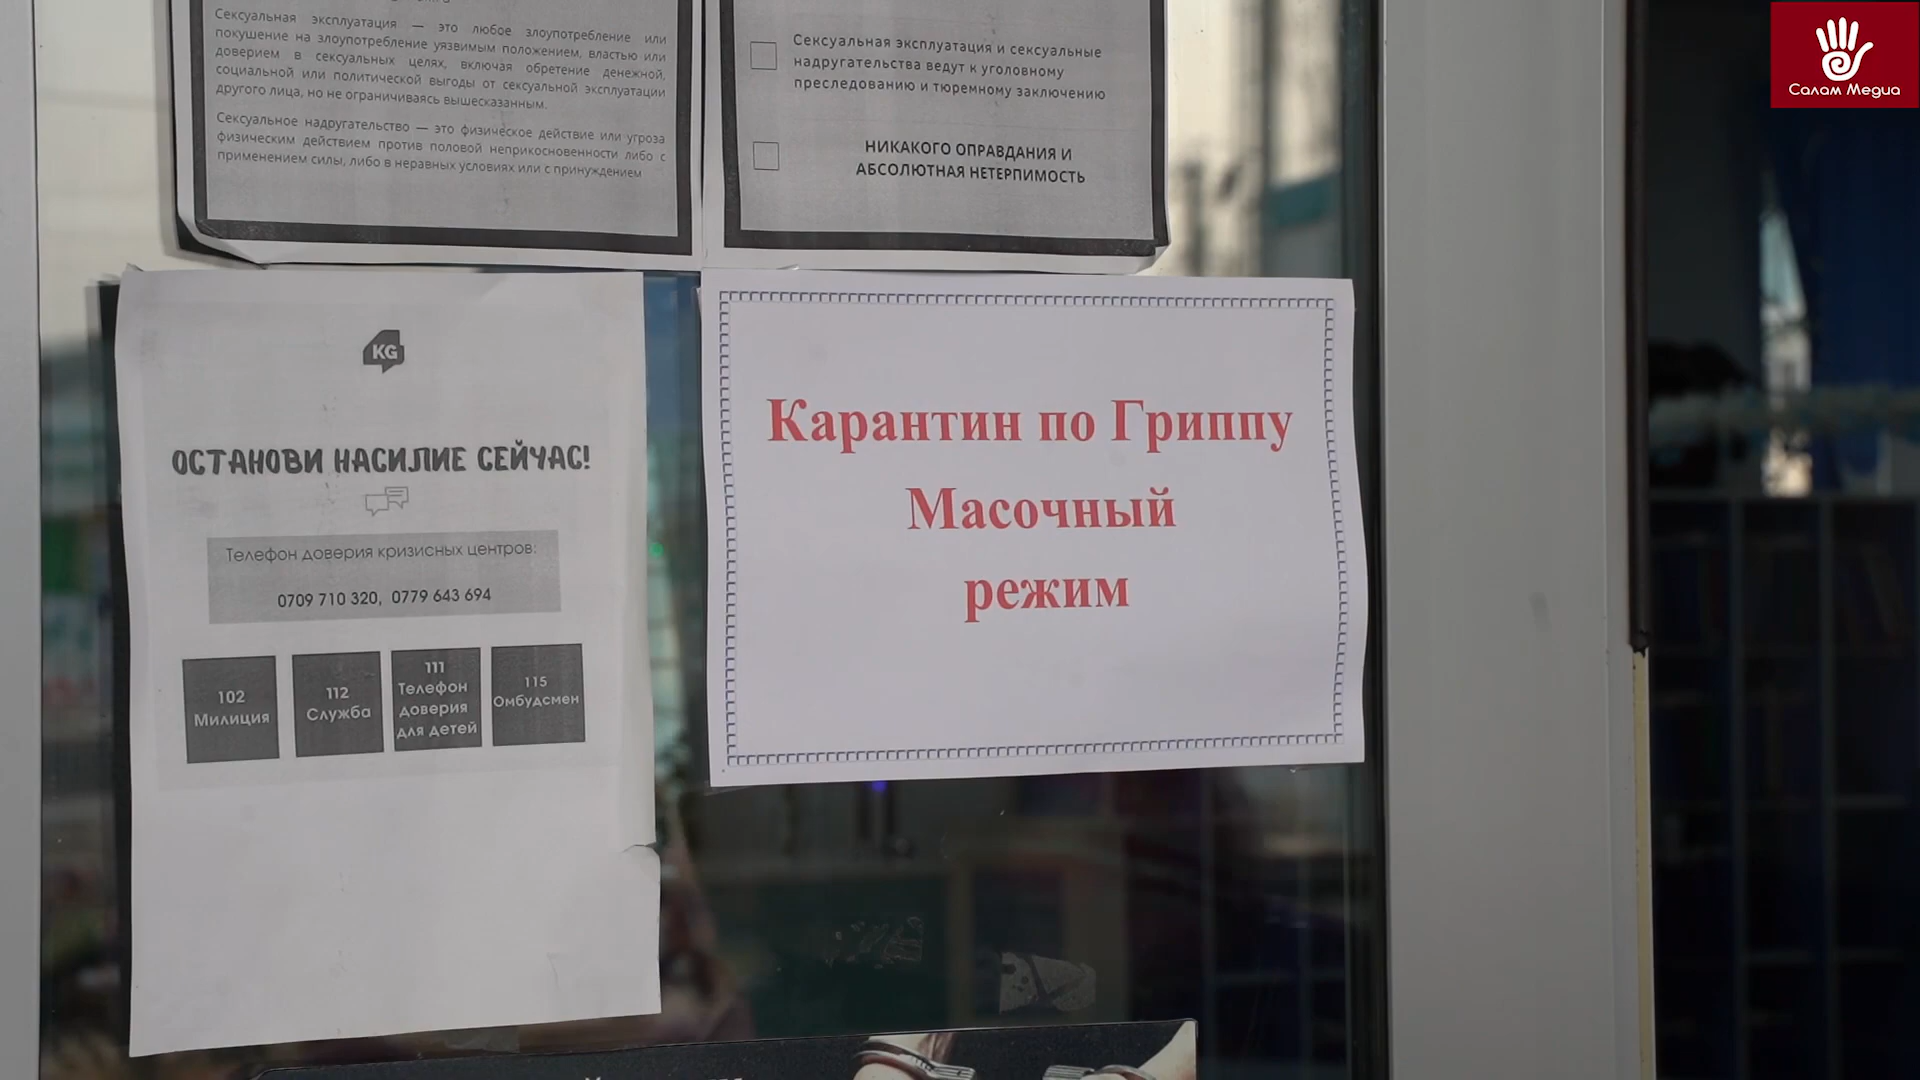 Сексуальная эксплуатация — это любое злоупотребление или
покушение на злоупотребление уязвимым положением, властью или
доверием в сексуальных целях, включая обретение денежной,
социальной или политической выгоды от сексуальной эксплуатации
другого лица, но не ограничиваясь вышесказанным.
Сексуальное надругательство — это физическое действие или угроза
физическим действием против половой неприкосновенности либо с
применением силы, либо в неравных условиях или с принуждением
Сексуальная эксплуатация и сексуальные
надругательства ведут к уголовному
преследованию и тюремному заключению
НИКАКОГО ОПРАВДАНИЯ И
АБСОЛЮТНАЯ НЕТЕРПИМОСТЬ
Салам Медиа
KG
ОСТАНОВИ НАСИЛИЕ СЕЙЧАС!
Телефон доверия кризисных центров:
0709 710 320, 0779 643 694
102
Милиция
112
Служба
111
Телефон
доверия
для детей
115
Омбудсмен
Карантин по Гриппу
Масочный
режим